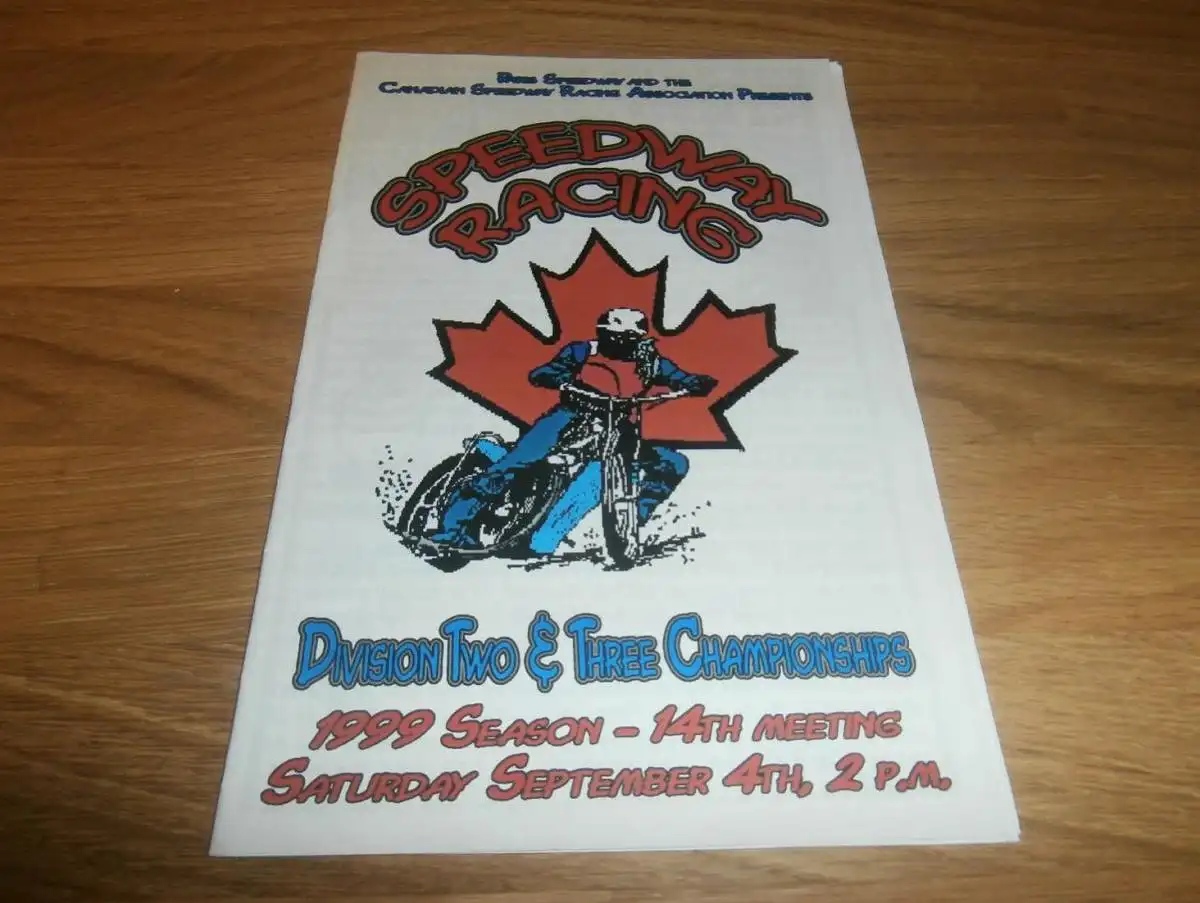 Paris Speedway and the
Canadian Speedway Racing Association Presents
SPEEDWAY
RACING
Division Two & Three Championships
1999 Season - 14th meeting
Saturday September 4th, 2 p.m.